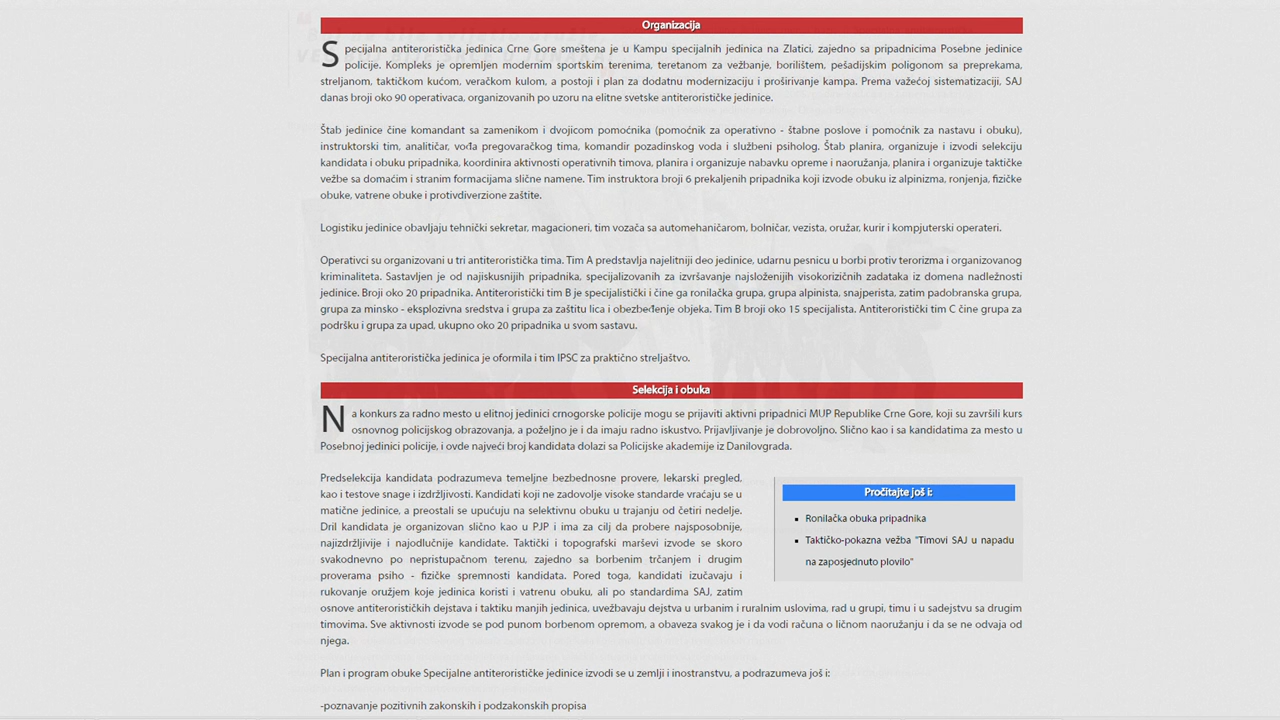 Organizacija
Specijalna antiteroristička jedinica Crne Gore smeštena je u Kampu specijalnih jedinica na Zlatici, zajedno sa pripadnicima Posebne jedinice
policije. Kompleks je opremljen modernim sportskim terenima, teretanom za vežbanje, borilištem, pešadijskim poligonom sa preprekama,
streljanom, taktičkom kućom, veračkom kulom, a postoji i plan za dodatnu modernizaciju i proširivanje kampa. Prema važećoj sistematizaciji, SAJ
danas broji oko 90 operativaca, organizovanih po uzoru na elitne svetske antiterorističke jedinice.
Štab jedinice čine komandant sa zamenikom i dvojicom pomoćnika (pomoćnik za operativno - štabne poslove i pomoćnik za nastavu i obuku),
instruktorski tim, analitičar, vođa pregovaračkog tima, komandir pozadinskog voda i službeni psiholog. Štab planira, organizuje i izvodi selekciju
kandidata i obuku pripadnika, koordinira aktivnosti operativnih timova, planira i organizuje nabavku opreme i naoružanja, planira i organizuje taktičke
vežbe sa domaćim i stranim formacijama slične namene. Tim instruktora broji 6 prekaljenih pripadnika koji izvode obuku iz alpinizma, ronjenja, fizičke
obuke, vatrene obuke i protivdiverzione zaštite.
Logistiku jedinice obavljaju tehnički sekretar, magacioneri, tim vozača sa automehaničarom, bolničar, vezista, oružar, kurir i kompjuterski operateri.
Operativci su organizovani u tri antiteroristička tima. Tim A predstavlja najelitniji deo jedinice, udarnu pesnicu u borbi protiv terorizma i organizovanog
kriminaliteta. Sastavljen je od najiskusnijih pripadnika, specijalizovanih za izvršavanje najsloženijih visokorizičnih zadataka iz domena nadležnosti
jedinice. Broji oko 20 pripadnika. Antiteroristički tim B je specijalistički i čine ga ronilačka grupa, grupa alpinista, snajperista, zatim padobranska grupa,
grupa za minsko - eksplozivna sredstva i grupa za zaštitu lica i obezbeđenje objeka. Tim B broji oko 15 specijalista. Antiteroristički tim C čine grupa za
podršku i grupa za upad, ukupno oko 20 pripadnika u svom sastavu.
Specijalna antiteroristička jedinica je oformila i tim IPSC za praktično streljaštvo.
Selekcija i obuka
Na konkurs za radno mesto u elitnoj jedinici crnogorske policije mogu se prijaviti aktivni pripadnici MUP Republike Crne Gore, koji su završili kurs
osnovnog policijskog obrazovanja, a poželjno je i da imaju radno iskustvo. Prijavljivanje je dobrovoljno. Slično kao i sa kandidatima za mesto u
Posebnoj jedinici policije, i ovde najveći broj kandidata dolazi sa Policijske akademije iz Danilovgrada.
Predselekcija kandidata podrazumeva temeljne bezbednosne provere, lekarski pregled,
kao i testove snage i izdržljivosti. Kandidati koji ne zadovolje visoke standarde vraćaju se u
matične jedinice, a preostali se upućuju na selektivnu obuku u trajanju od četiri nedelje.
Dril kandidata je organizovan slično kao u PJP i ima za cilj da probere najsposobnije,
najizdržljivije i najodlučnije kandidate. Taktički i topografski marševi izvode se skoro
svakodnevno po nepristupačnom terenu, zajedno sa borbenim trčanjem i drugim
proverama psiho - fizičke spremnosti kandidata. Pored toga, kandidati izučavaju i
rukovanje oružjem koje jedinica koristi i vatrenu obuku, ali po standardima SAJ, zatim
osnove antiterorističkih dejstava i taktiku manjih jedinica, uvežbavaju dejstva u urbanim i ruralnim uslovima, rad u grupi, timu i u sadejstvu sa drugim
timovima. Sve aktivnosti izvode se pod punom borbenom opremom, a obaveza svakog je i da vodi računa o ličnom naoružanju i da se ne odvaja od
njega.
Pročitajte još i:
Ronilačka obuka pripadnika
Taktičko-pokazna vežba "Timovi SAJ u napadu
na zaposjednuto plovilo"
Plan i program obuke Specijalne antiterorističke jedinice izvodi se u zemlji i inostranstvu, a podrazumeva još i:
-poznavanje pozitivnih zakonskih i podzakonskih propisa